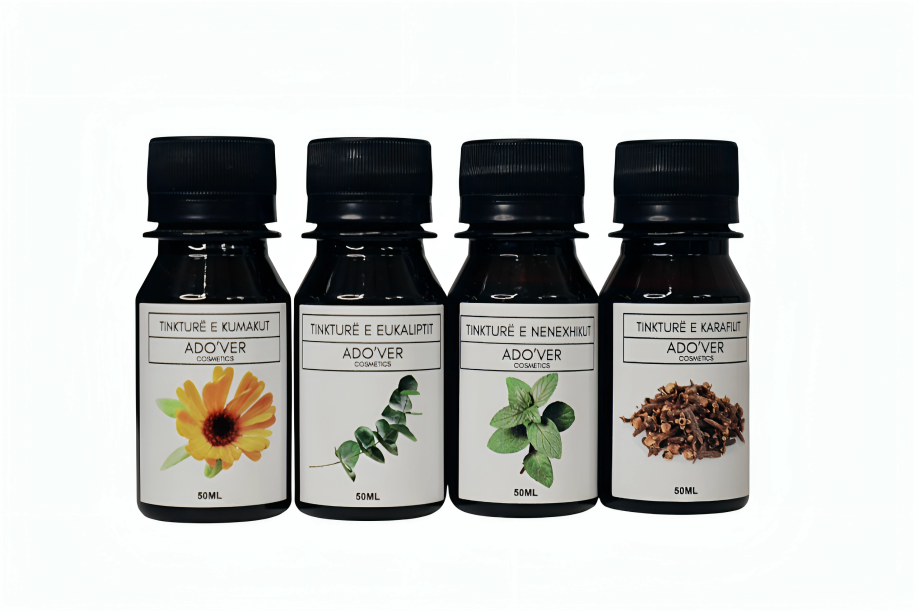 TINKTURË E KUMAKUT
ADO'VER
COSMETICS
50ML
TINKTURË E EUKALIPTIT
ADO'VER
COSMETICS
50ML
TINKTURË E NENEXHIKUT
ADO'VER
COSMETICS
50ML
TINKTURË E KARAFILIT
ADO'VER
COSMETICS
50ML